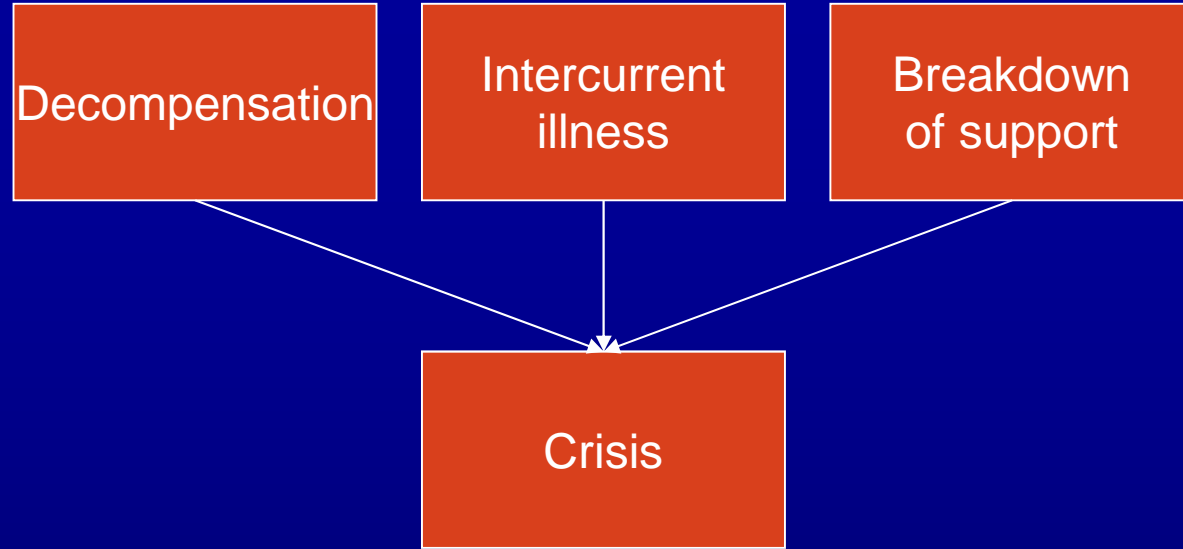 Decompensation
Intercurrent
illness
Breakdown
of support
Crisis